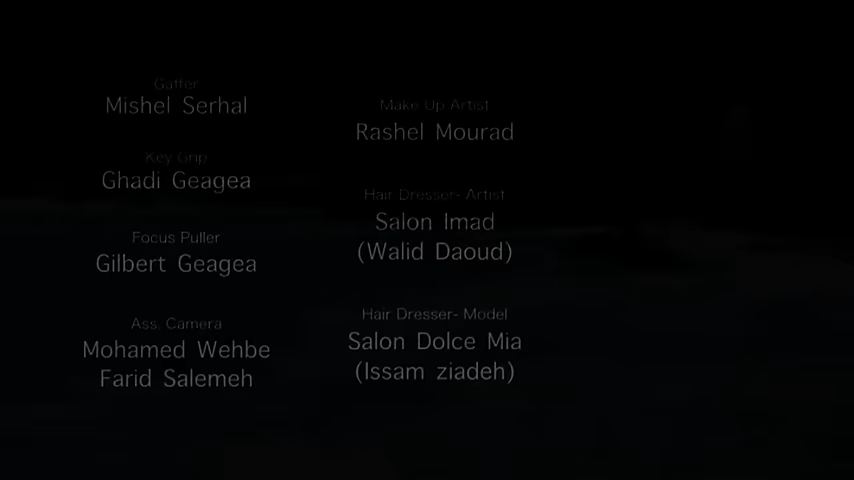 Gaffer
Mishel Serhal
Key Grip
Ghadi Geagea
Focus Puller
Gilbert Geagea
Ass. Camera
Mohamed Wehbe
Farid Salemeh
Make Up Artist
Rashel Mourad
Hair Dresser- Artist
Salon Imad
(Walid Daoud)
Hair Dresser- Model
Salon Dolce Mia
(Issam ziadeh)